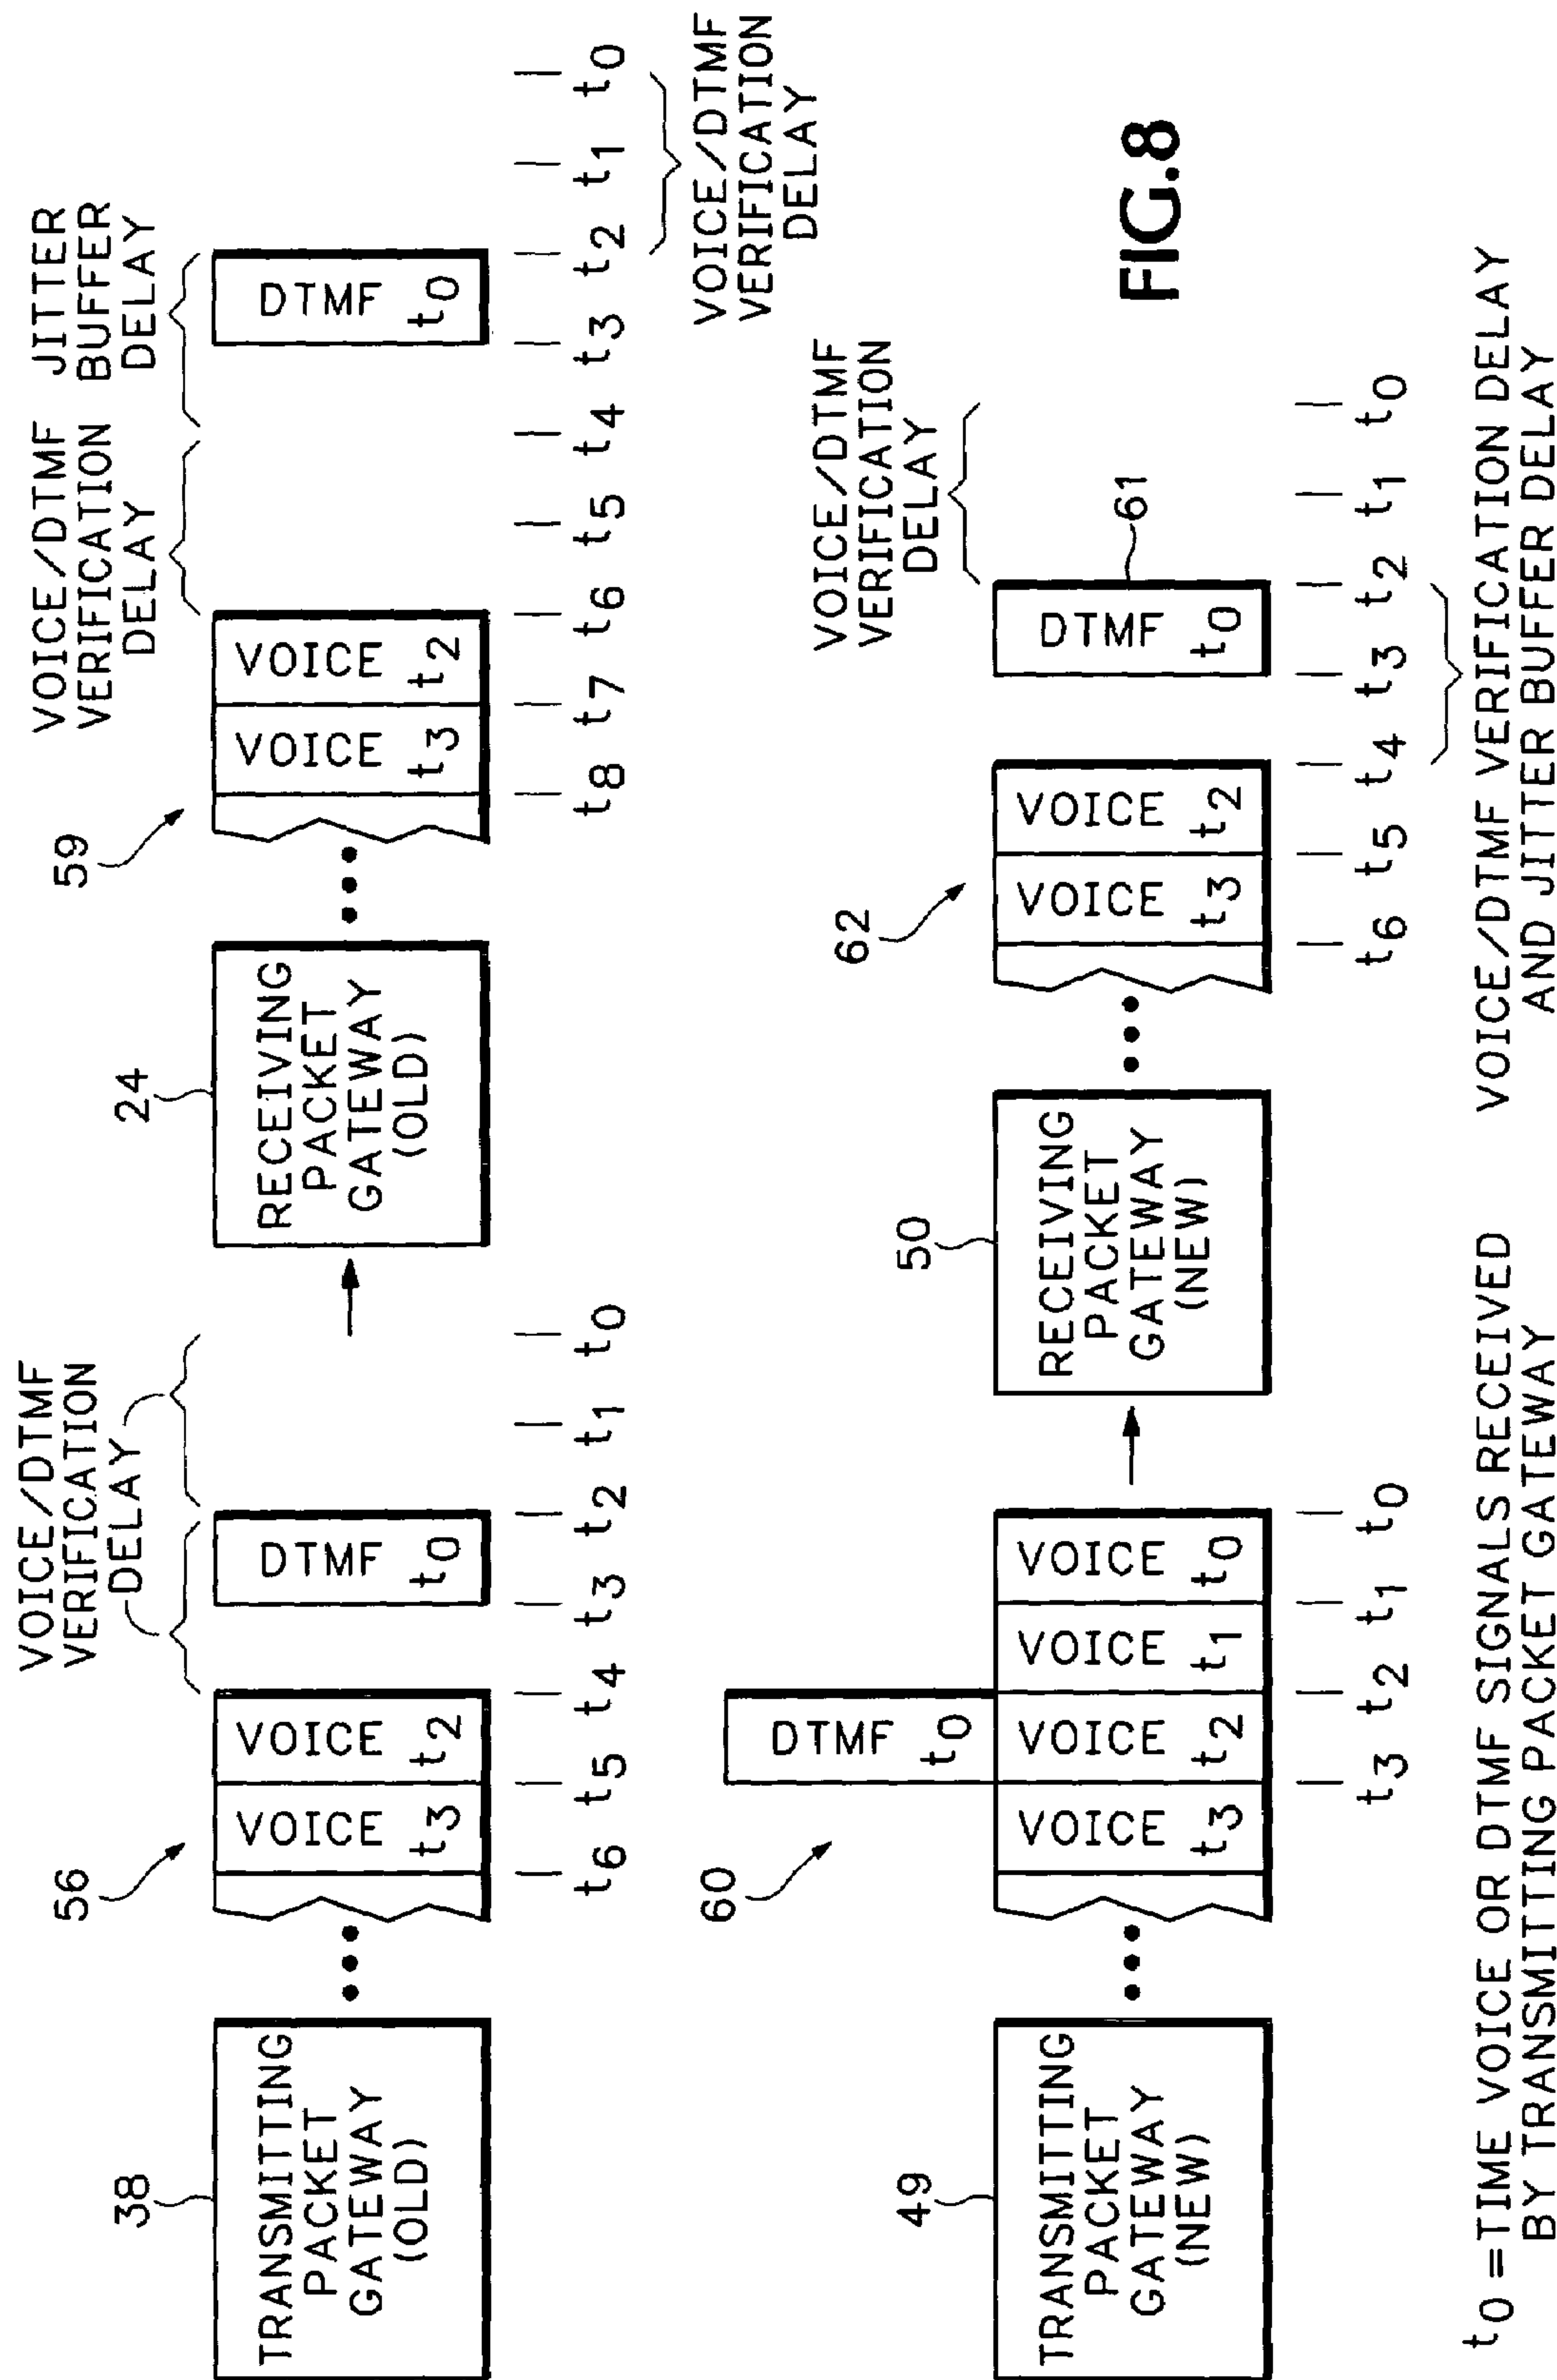 VOICE/DTMF
VERIFICATION
DELAY
VOICE/DTMF
VERIFICATION
DELAY
JITTER
BUFFER
DELAY
38
56
24
59
TRANSMITTING
PACKET
GATEWAY
(OLD)
VOICE t3
VOICE t2
DTMF t0
RECEIVING
PACKET
GATEWAY
(OLD)
VOICE t3
VOICE t2
DTMF t0
t6 t5 t4 t3 t2 t1 t0
t8 t7 t6 t5 t4 t3 t2 t1 t0
VOICE/DTMF
VERIFICATION
DELAY
49
60
50
62
VOICE/DTMF
VERIFICATION
DELAY
DTMF t0
TRANSMITTING
PACKET
GATEWAY
(NEW)
VOICE t3
VOICE t2
VOICE t1
VOICE t0
RECEIVING
PACKET
GATEWAY
(NEW)
VOICE t3
VOICE t2
DTMF t0
61
t3 t2 t1 t0
t6 t5 t4 t3 t2 t1 t0
FIG.8
t0 =TIME VOICE OR DTMF SIGNALS RECEIVED
BY TRANSMITTING PACKET GATEWAY
VOICE/DTMF VERIFICATION DELAY
AND JITTER BUFFER DELAY